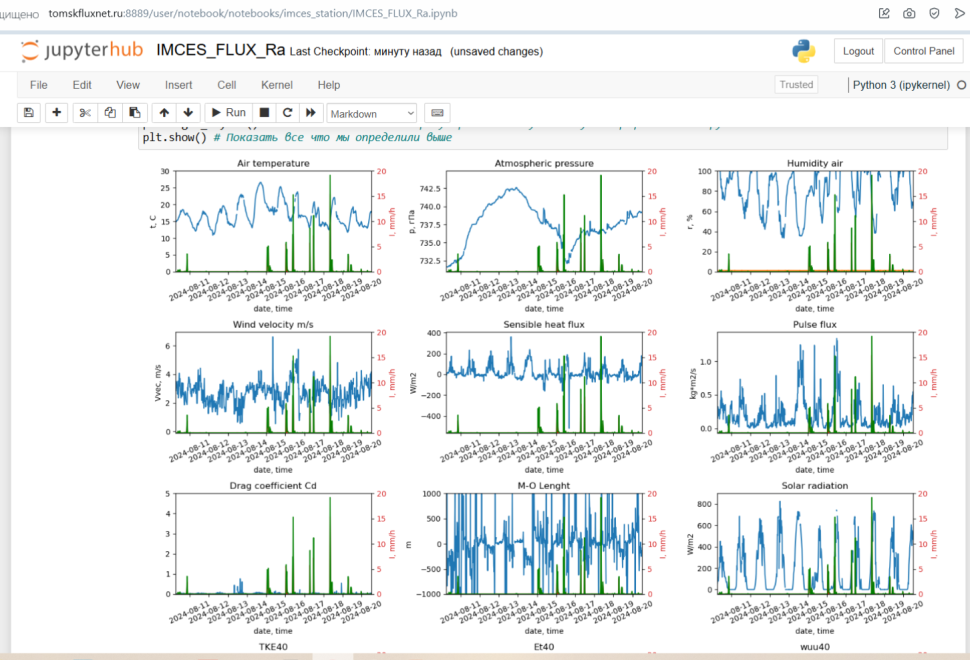 щищено tomskfluxnet.ru:8889/user/notebook/notebooks/imces_station/IMCES_FLUX_Ra.ipynb
jupyterhub IMCES_FLUX_Ra Last Checkpoint: минуту назад (unsaved changes) Logout Control Panel
File Edit View Insert Cell Kernel Help Trusted Python 3 (ipykernel)
Run Markdown
plt.show() # Показать все что мы определили выше
Air temperature Atmospheric pressure Humidity air
30 25 20 15 10 5 0
t, C
20 15 10 5 0
I, mm/h
2024-08-11 2024-08-12 2024-08-13 2024-08-14 2024-08-15 2024-08-16 2024-08-17 2024-08-18 2024-08-19 2024-08-20
date, time
742.5 740.0 737.5 735.0 732.5
p, гПа
20 15 10 5 0
I, mm/h
2024-08-11 2024-08-12 2024-08-13 2024-08-14 2024-08-15 2024-08-16 2024-08-17 2024-08-18 2024-08-19 2024-08-20
date, time
100 80 60 40 20 0
r, %
20 15 10 5 0
I, mm/h
2024-08-11 2024-08-12 2024-08-13 2024-08-14 2024-08-15 2024-08-16 2024-08-17 2024-08-18 2024-08-19 2024-08-20
date, time
Wind velocity m/s Sensible heat flux Pulse flux
6 4 2 0
Vvec, m/s
20 15 10 5 0
I, mm/h
2024-08-11 2024-08-12 2024-08-13 2024-08-14 2024-08-15 2024-08-16 2024-08-17 2024-08-18 2024-08-19 2024-08-20
date, time
400 200 0 −200 −400
W/m2
20 15 10 5 0
I, mm/h
2024-08-11 2024-08-12 2024-08-13 2024-08-14 2024-08-15 2024-08-16 2024-08-17 2024-08-18 2024-08-19 2024-08-20
date, time
1.0 0.5 0.0
kg*m2/s
20 15 10 5 0
I, mm/h
2024-08-11 2024-08-12 2024-08-13 2024-08-14 2024-08-15 2024-08-16 2024-08-17 2024-08-18 2024-08-19 2024-08-20
date, time
Drag coefficient Cd M-O Lenght Solar radiation
5 4 3 2 1 0
20 15 10 5 0
I, mm/h
2024-08-11 2024-08-12 2024-08-13 2024-08-14 2024-08-15 2024-08-16 2024-08-17 2024-08-18 2024-08-19 2024-08-20
date, time
1000 500 0 −500 −1000
m
20 15 10 5 0
I, mm/h
2024-08-11 2024-08-12 2024-08-13 2024-08-14 2024-08-15 2024-08-16 2024-08-17 2024-08-18 2024-08-19 2024-08-20
date, time
800 600 400 200 0
W/m2
20 15 10 5 0
I, mm/h
2024-08-11 2024-08-12 2024-08-13 2024-08-14 2024-08-15 2024-08-16 2024-08-17 2024-08-18 2024-08-19 2024-08-20
date, time
TKE40 Et40 wuu40